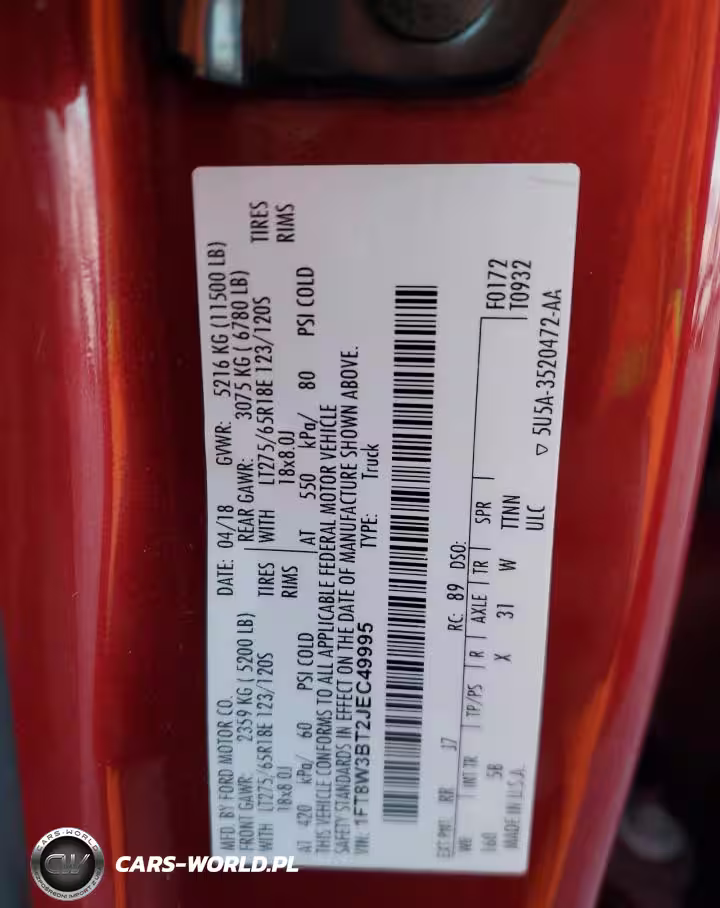 MFD. BY FORD MOTOR CO.
DATE: 04/18
GVWR: 5216 KG (11500 LB)
FRONT GAWR: 2359 KG ( 5200 LB)
REAR GAWR: 3075 KG ( 6780 LB)
WITH LT275/65R18E 123/120S TIRES
WITH LT275/65R18E 123/120S TIRES
18x8.0J RIMS
18x8.0J RIMS
AT 420 kPa/ 60 PSI COLD
AT 550 kPa/ 80 PSI COLD
THIS VEHICLE CONFORMS TO ALL APPLICABLE FEDERAL MOTOR VEHICLE
SAFETY STANDARDS IN EFFECT ON THE DATE OF MANUFACTURE SHOWN ABOVE.
VIN: 1FT8W3BT2JEC49995
TYPE: Truck
F0172
T0932
EXT PNT: RR RC: 89 DSO:
WB INT TR TP/PS R AXLE TR SPR
160 5B X 31 W TTNN
ULC
MADE IN U.S.A.
▽ 5U5A-3520472-AA
CARS-WORLD.PL
CARS-WORLD
CW